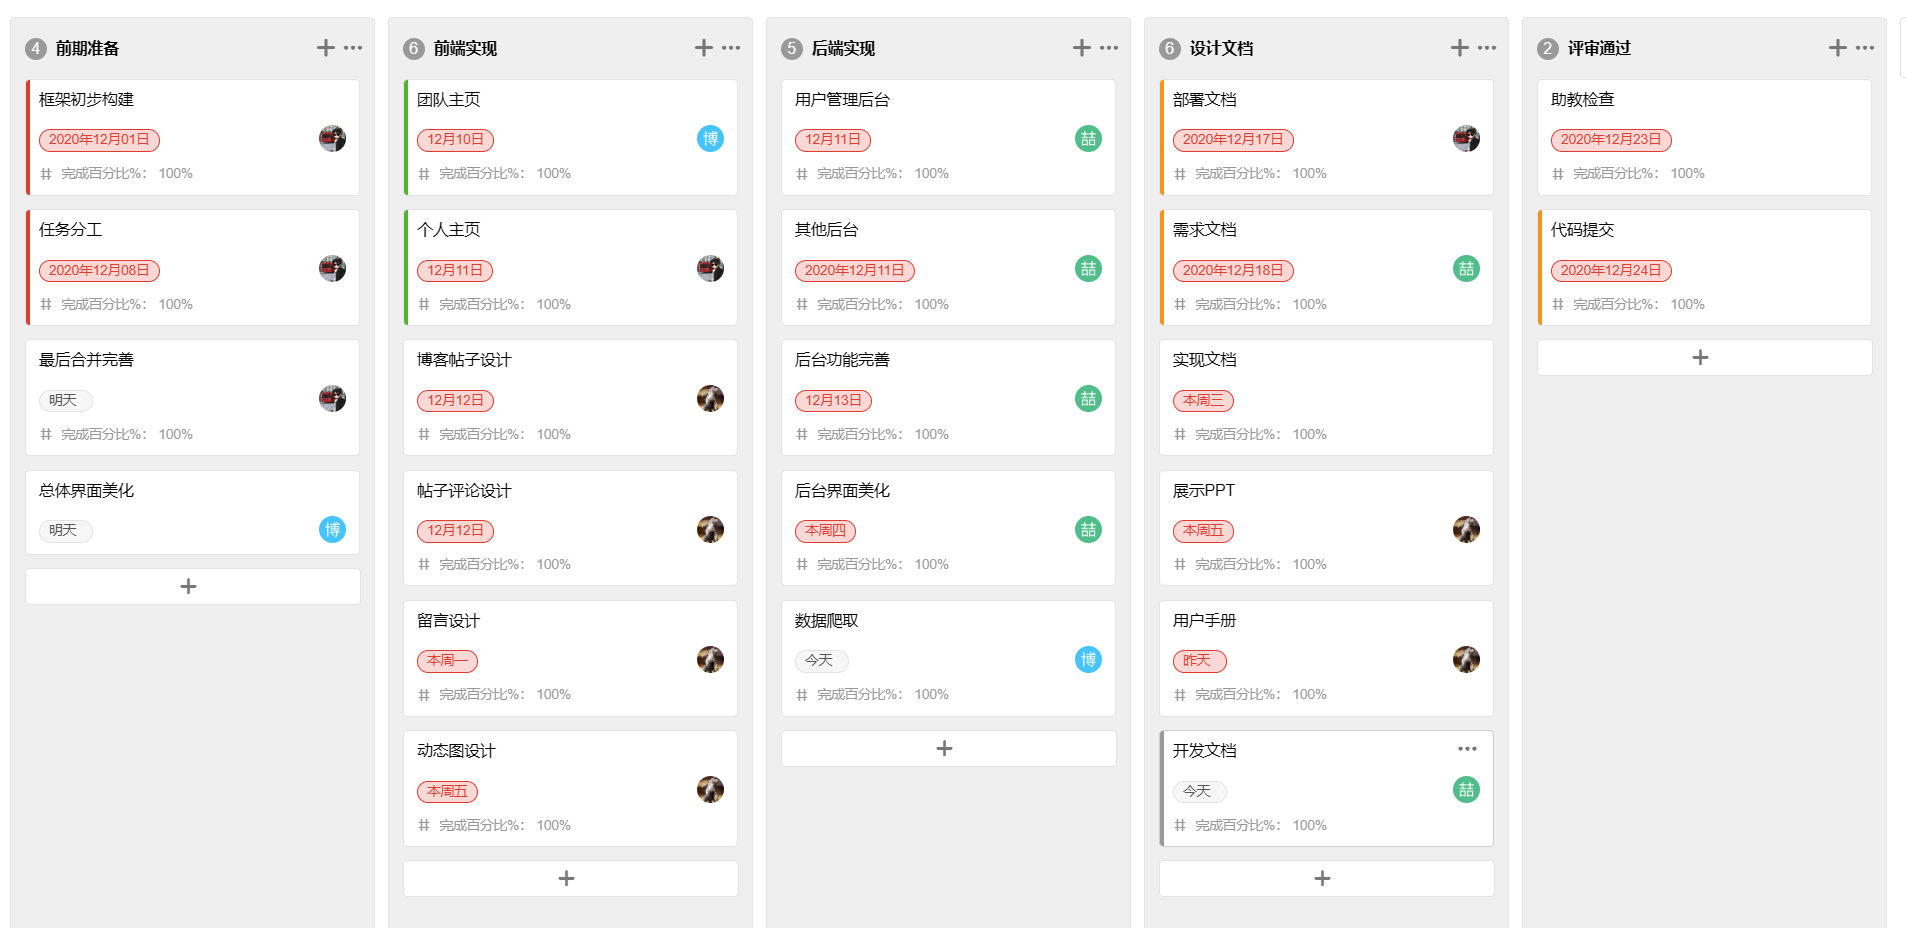 4 前期准备
框架初步构建
2020年12月01日
完成百分比%： 100%
任务分工
2020年12月08日
完成百分比%： 100%
最后合并完善
明天
完成百分比%： 100%
总体界面美化
明天
博
6 前端实现
团队主页
12月10日
博
完成百分比%： 100%
个人主页
12月11日
完成百分比%： 100%
博客帖子设计
12月12日
完成百分比%： 100%
帖子评论设计
12月12日
完成百分比%： 100%
留言设计
本周一
完成百分比%： 100%
动态图设计
本周五
完成百分比%： 100%
5 后端实现
用户管理后台
12月11日
喆
完成百分比%： 100%
其他后台
2020年12月11日
喆
完成百分比%： 100%
后台功能完善
12月13日
喆
完成百分比%： 100%
后台界面美化
本周四
喆
完成百分比%： 100%
数据爬取
今天
博
完成百分比%： 100%
6 设计文档
部署文档
2020年12月17日
完成百分比%： 100%
需求文档
2020年12月18日
喆
完成百分比%： 100%
实现文档
本周三
完成百分比%： 100%
展示PPT
本周五
完成百分比%： 100%
用户手册
昨天
完成百分比%： 100%
开发文档
今天
喆
完成百分比%： 100%
2 评审通过
助教检查
2020年12月23日
完成百分比%： 100%
代码提交
2020年12月24日
完成百分比%： 100%